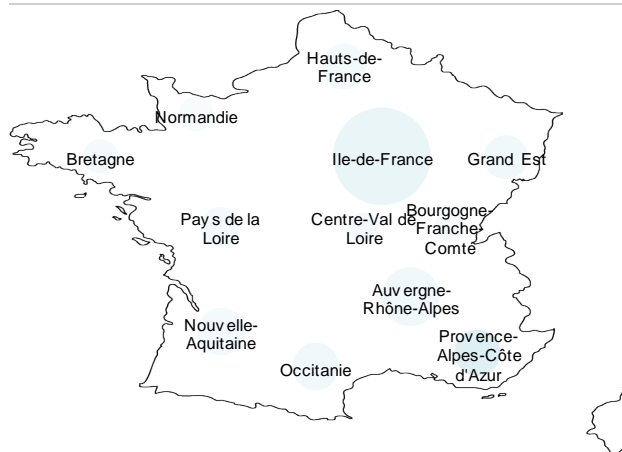 Hauts-de-
France
Normandie
Bretagne
Ile-de-France
Grand Est
Pays de la
Loire
Centre-Val de
Loire
Bourgogne-
Franche-
Comté
Auvergne-
Rhône-Alpes
Nouvelle-
Aquitaine
Provence-
Alpes-Côte
d'Azur
Occitanie